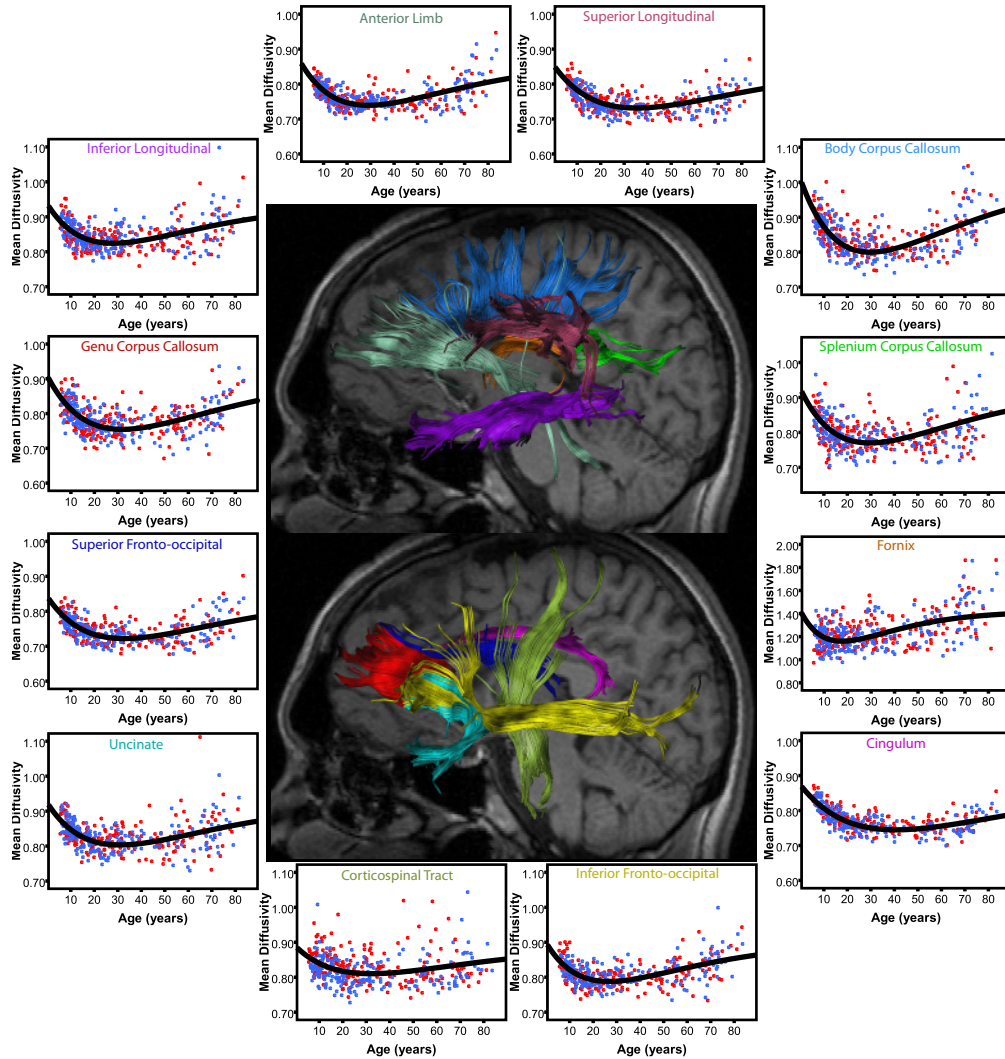 Anterior Limb
Mean Diffusivity
1.00
0.90
0.80
0.70
0.60
10 20 30 40 50 60 70 80
Age (years)
Superior Longitudinal
Mean Diffusivity
1.00
0.90
0.80
0.70
0.60
10 20 30 40 50 60 70 80
Age (years)
Inferior Longitudinal
Mean Diffusivity
1.10
1.00
0.90
0.80
0.70
10 20 30 40 50 60 70 80
Age (years)
Body Corpus Callosum
Mean Diffusivity
1.10
1.00
0.90
0.80
0.70
10 20 30 40 50 60 70 80
Age (years)
Genu Corpus Callosum
Mean Diffusivity
1.00
0.90
0.80
0.70
0.60
10 20 30 40 50 60 70 80
Age (years)
Splenium Corpus Callosum
Mean Diffusivity
1.00
0.90
0.80
0.70
10 20 30 40 50 60 70 80
Age (years)
Superior Fronto-occipital
Mean Diffusivity
1.00
0.90
0.80
0.70
0.60
10 20 30 40 50 60 70 80
Age (years)
Fornix
Mean Diffusivity
2.00
1.80
1.60
1.40
1.20
1.00
0.80
10 20 30 40 50 60 70 80
Age (years)
Uncinate
Mean Diffusivity
1.10
1.00
0.90
0.80
0.70
10 20 30 40 50 60 70 80
Age (years)
Cingulum
Mean Diffusivity
1.00
0.90
0.80
0.70
0.60
10 20 30 40 50 60 70 80
Age (years)
Corticospinal Tract
Mean Diffusivity
1.10
1.00
0.90
0.80
0.70
10 20 30 40 50 60 70 80
Age (years)
Inferior Fronto-occipital
Mean Diffusivity
1.10
1.00
0.90
0.80
0.70
10 20 30 40 50 60 70 80
Age (years)